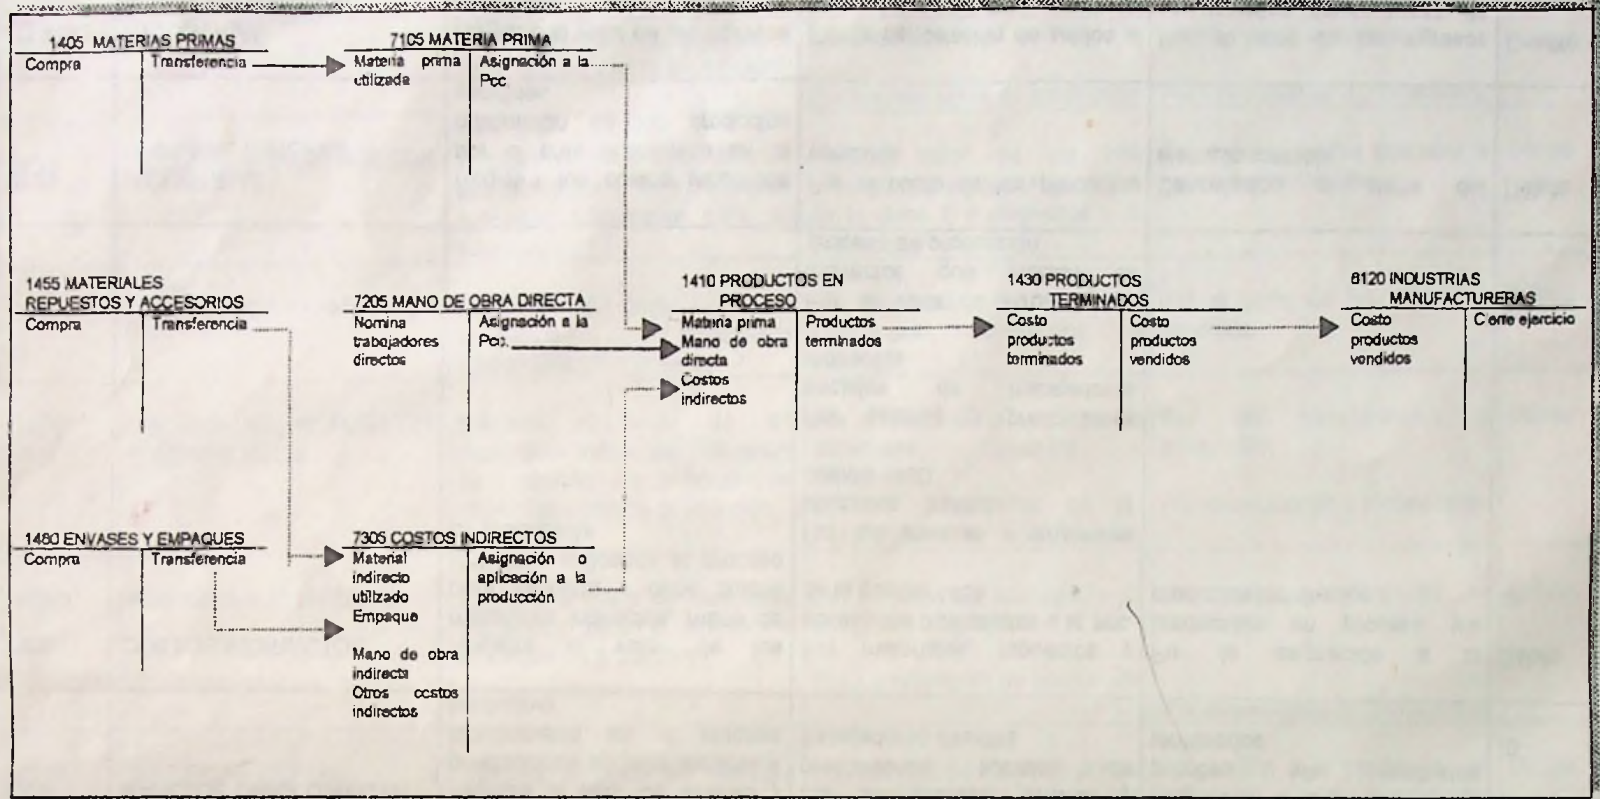 1405 MATERIAS PRIMAS
Compra
Transferencia
7105 MATERIA PRIMA
Materia prima
utilizada
Asignación a la
Pcc
1455 MATERIALES
REPUESTOS Y ACCESORIOS
Compra
Transferencia
7205 MANO DE OBRA DIRECTA
Nomina
trabajadores
directos
Asignación a la
Pcc.
1410 PRODUCTOS EN
PROCESO
Materia prima
Mano de obra
directa
Costos
indirectos
Productos
terminados
1430 PRODUCTOS
TERMINADOS
Costo
productos
terminados
Costo
productos
vendidos
6120 INDUSTRIAS
MANUFACTURERAS
Costo
productos
vendidos
Cierre ejercicio
1460 ENVASES Y EMPAQUES
Compra
Transferencia
7305 COSTOS INDIRECTOS
Material
indirecto
utilizado
Empaque
Mano de obra
indirecta
Otros costos
indirectos
Asignación o
aplicación a la
producción